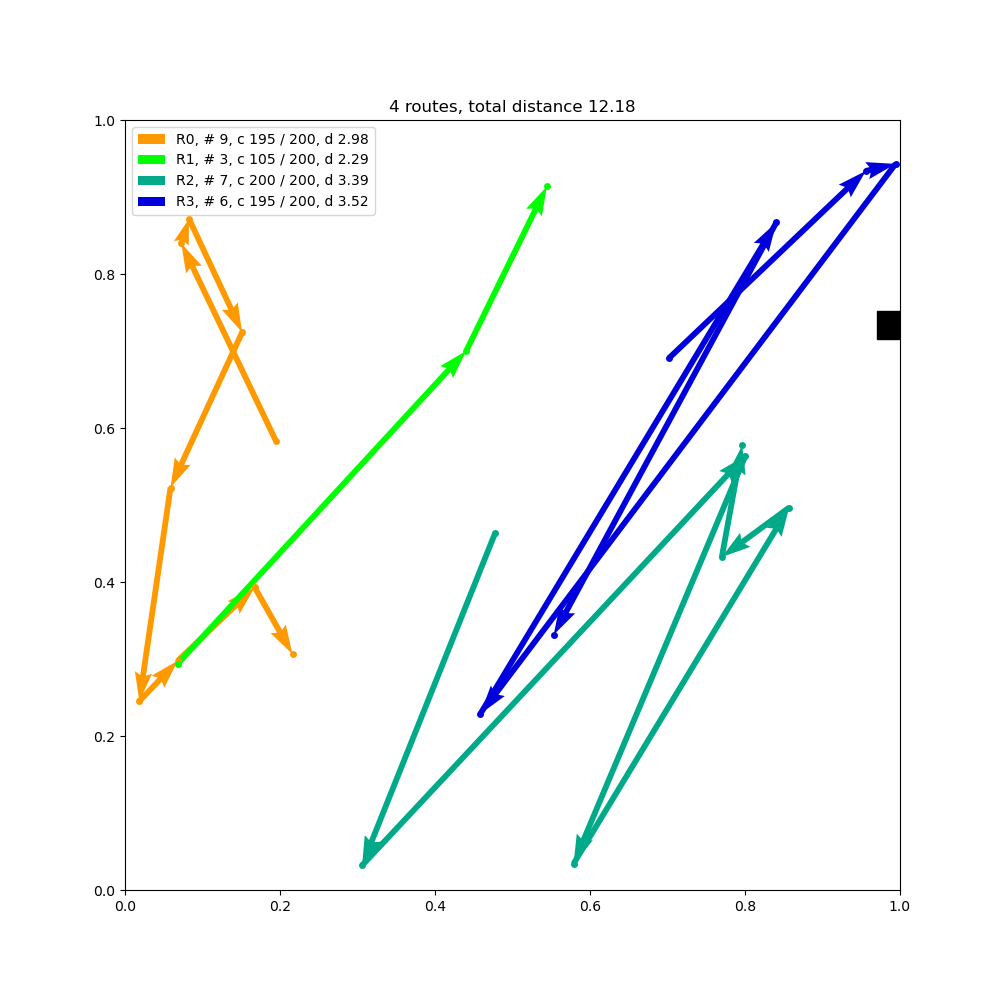 4 routes, total distance 12.18
R0, # 9, c 195 / 200, d 2.98
R1, # 3, c 105 / 200, d 2.29
R2, # 7, c 200 / 200, d 3.39
R3, # 6, c 195 / 200, d 3.52
1.0
0.8
0.6
0.4
0.2
0.0
0.0 0.2 0.4 0.6 0.8 1.0